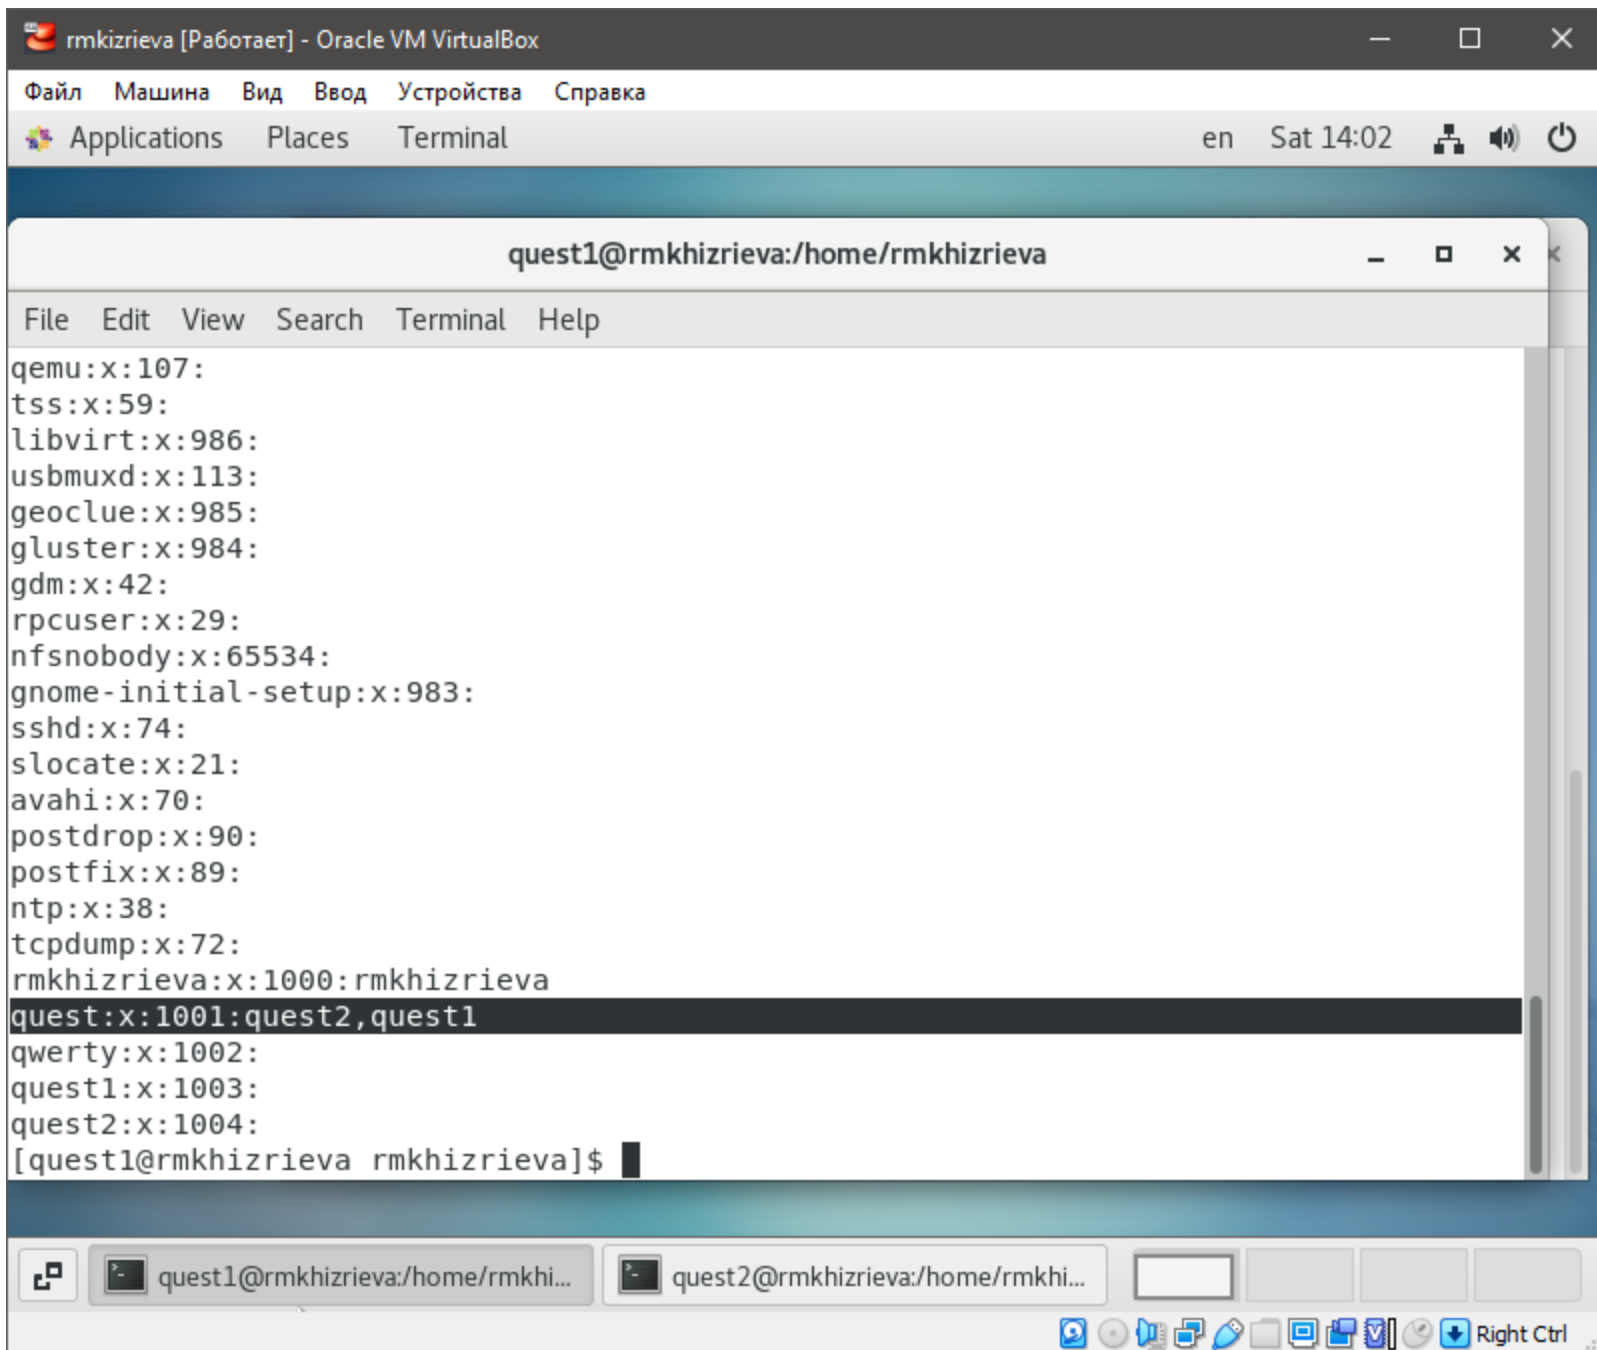 rmkizrieva [Работает] - Oracle VM VirtualBox
Файл Машина Вид Ввод Устройства Справка
Applications Places Terminal en Sat 14:02
quest1@rmkhizrieva:/home/rmkhizrieva
File Edit View Search Terminal Help
qemu:x:107:
tss:x:59:
libvirt:x:986:
usbmuxd:x:113:
geoclue:x:985:
gluster:x:984:
gdm:x:42:
rpcuser:x:29:
nfsnobody:x:65534:
gnome-initial-setup:x:983:
sshd:x:74:
slocate:x:21:
avahi:x:70:
postdrop:x:90:
postfix:x:89:
ntp:x:38:
tcpdump:x:72:
rmkhizrieva:x:1000:rmkhizrieva
quest:x:1001:quest2,quest1
qwerty:x:1002:
quest1:x:1003:
quest2:x:1004:
[quest1@rmkhizrieva rmkhizrieva]$
quest1@rmkhizrieva:/home/rmkhi... quest2@rmkhizrieva:/home/rmkhi...
Right Ctrl